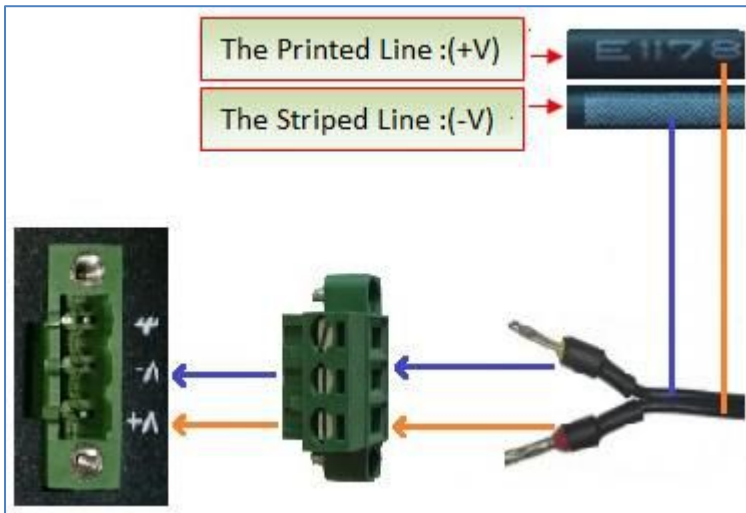 The Printed Line :(+V)
E1178
The Striped Line :(-V)
V-
V+